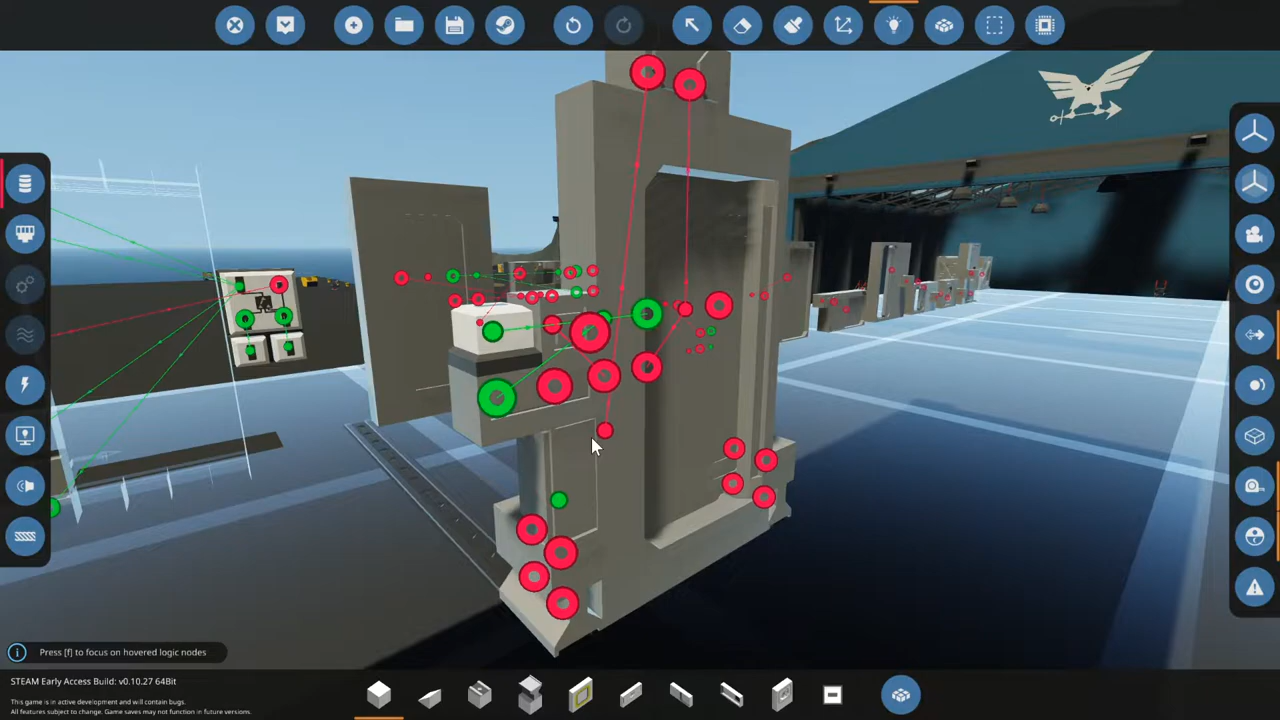 Press [f] to focus on hovered logic nodes
STEAM Early Access Build: v0.10.27 64Bit
This game is in active development and will contain bugs.
All features subject to change. Game saves may not function in future versions.